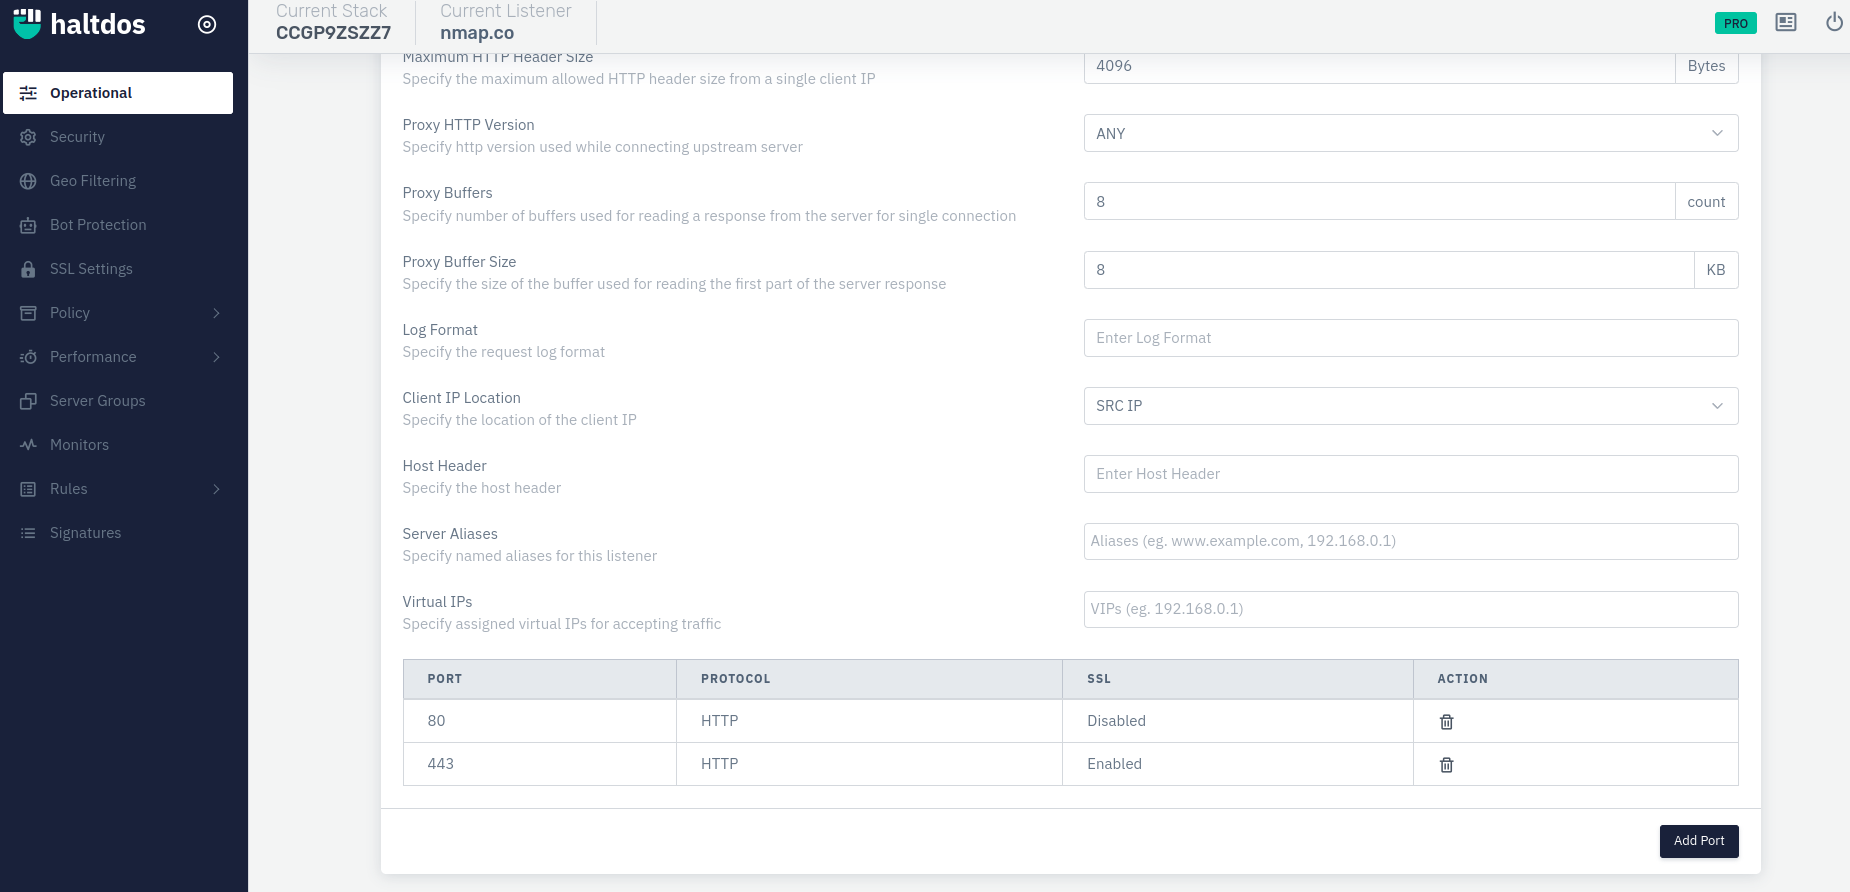 haltdos
Current Stack
CCGP9ZSZZ7
Current Listener
nmap.co
PRO
Operational
Security
Geo Filtering
Bot Protection
SSL Settings
Policy
Performance
Server Groups
Monitors
Rules
Signatures
Maximum HTTP Header Size
Specify the maximum allowed HTTP header size from a single client IP
4096
Bytes
Proxy HTTP Version
Specify http version used while connecting upstream server
ANY
Proxy Buffers
Specify number of buffers used for reading a response from the server for single connection
8
count
Proxy Buffer Size
Specify the size of the buffer used for reading the first part of the server response
8
KB
Log Format
Specify the request log format
Enter Log Format
Client IP Location
Specify the location of the client IP
SRC IP
Host Header
Specify the host header
Enter Host Header
Server Aliases
Specify named aliases for this listener
Aliases (eg. www.example.com, 192.168.0.1)
Virtual IPs
Specify assigned virtual IPs for accepting traffic
VIPs (eg. 192.168.0.1)
PORT PROTOCOL SSL ACTION
80 HTTP Disabled
443 HTTP Enabled
Add Port